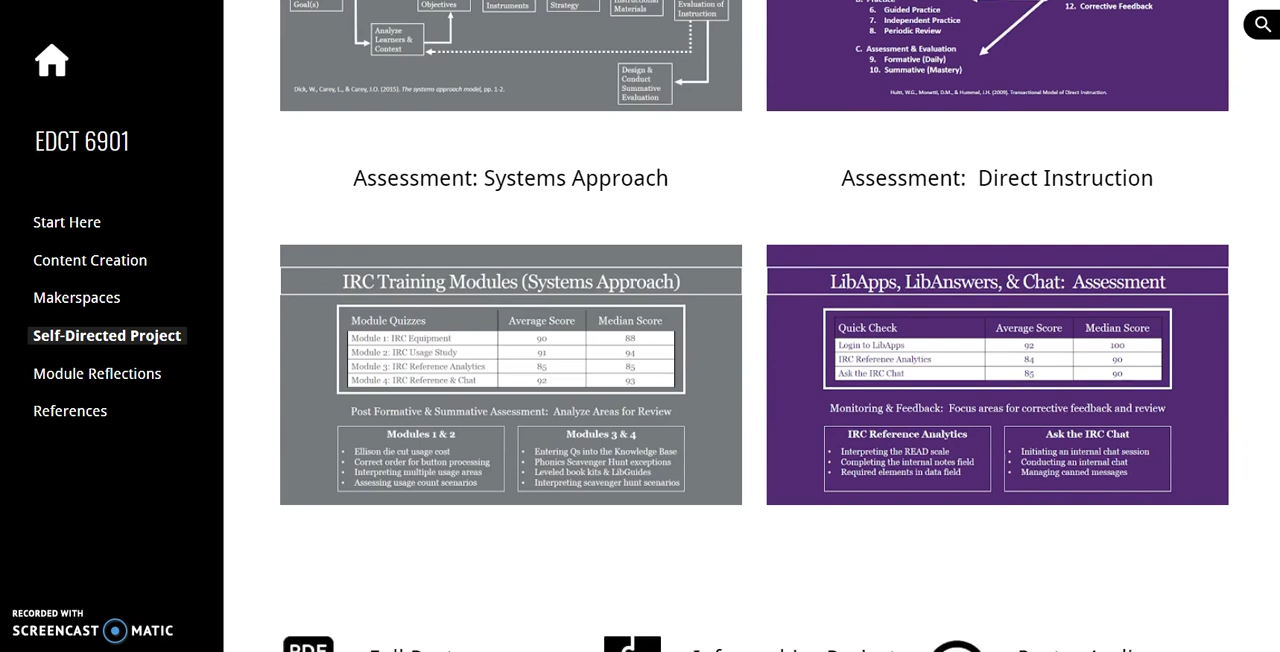 EDCT 6901
Start Here
Content Creation
Makerspaces
Self-Directed Project
Module Reflections
References
RECORDED WITH
SCREENCAST MATIC
Goal(s)
Objectives
Instruments
Strategy
Materials
Evaluation of
Instruction
Analyze
Learners &
Context
Design &
Conduct
Summative
Evaluation
Dick, W., Carey, L., & Carey, J.O. (2015). The systems approach model, pp. 1-2.
6. Guided Practice
7. Independent Practice
8. Periodic Review
C. Assessment & Evaluation
9. Formative (Daily)
10. Summative (Mastery)
12. Corrective Feedback
Huitt, W.G., Monetti, D.M., & Hummel, J.H. (2009). Transactional Model of Direct Instruction.
Assessment: Systems Approach
Assessment: Direct Instruction
IRC Training Modules (Systems Approach)
Module Quizzes Average Score Median Score
Module 1: IRC Equipment 90 88
Module 2: IRC Usage Study 91 94
Module 3: IRC Reference Analytics 85 85
Module 4: IRC Reference & Chat 92 93
Post Formative & Summative Assessment: Analyze Areas for Review
Modules 1 & 2
• Ellison die cut usage cost
• Correct order for button processing
• Interpreting multiple usage areas
• Assessing usage count scenarios
Modules 3 & 4
• Entering Qs into the Knowledge Base
• Phonics Scavenger Hunt exceptions
• Leveled book kits & LibGuides
• Interpreting scavenger hunt scenarios
LibApps, LibAnswers, & Chat: Assessment
Quick Check Average Score Median Score
Login to LibApps 92 100
IRC Reference Analytics 84 90
Ask the IRC Chat 85 90
Monitoring & Feedback: Focus areas for corrective feedback and review
IRC Reference Analytics
• Interpreting the READ scale
• Completing the internal notes field
• Required elements in data field
Ask the IRC Chat
• Initiating an internal chat session
• Conducting an internal chat
• Managing canned messages
PDF